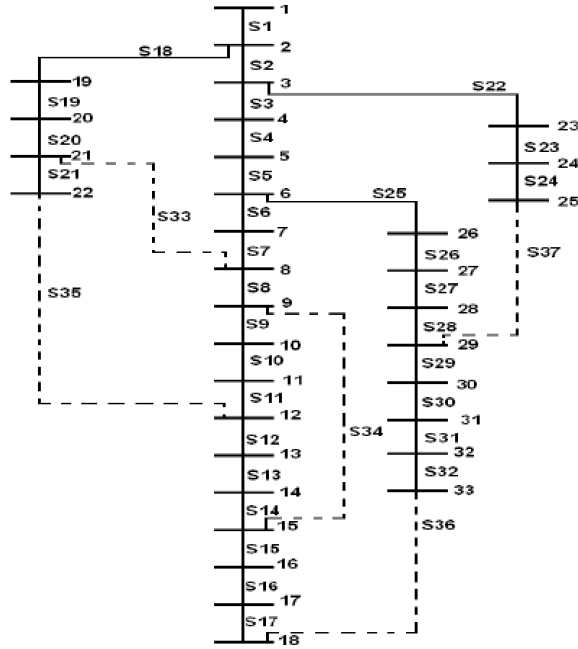 1
S1
S18 2
S2
19 3 S22
S19 S3
20 4 23
S20 S4 S23
21 5 24
S21 S5 S24
22 6 S25 25
S33 S6
7 26
S7 S26 S37
8 27
S35 S8 S27
9 28
S9 S28
10 29
S10 S29
11 30
S11 S30
12 31
S12 S34 S31
13 32
S13 S32
14 33
S14
15 S36
S15
16
S16
17
S17
18